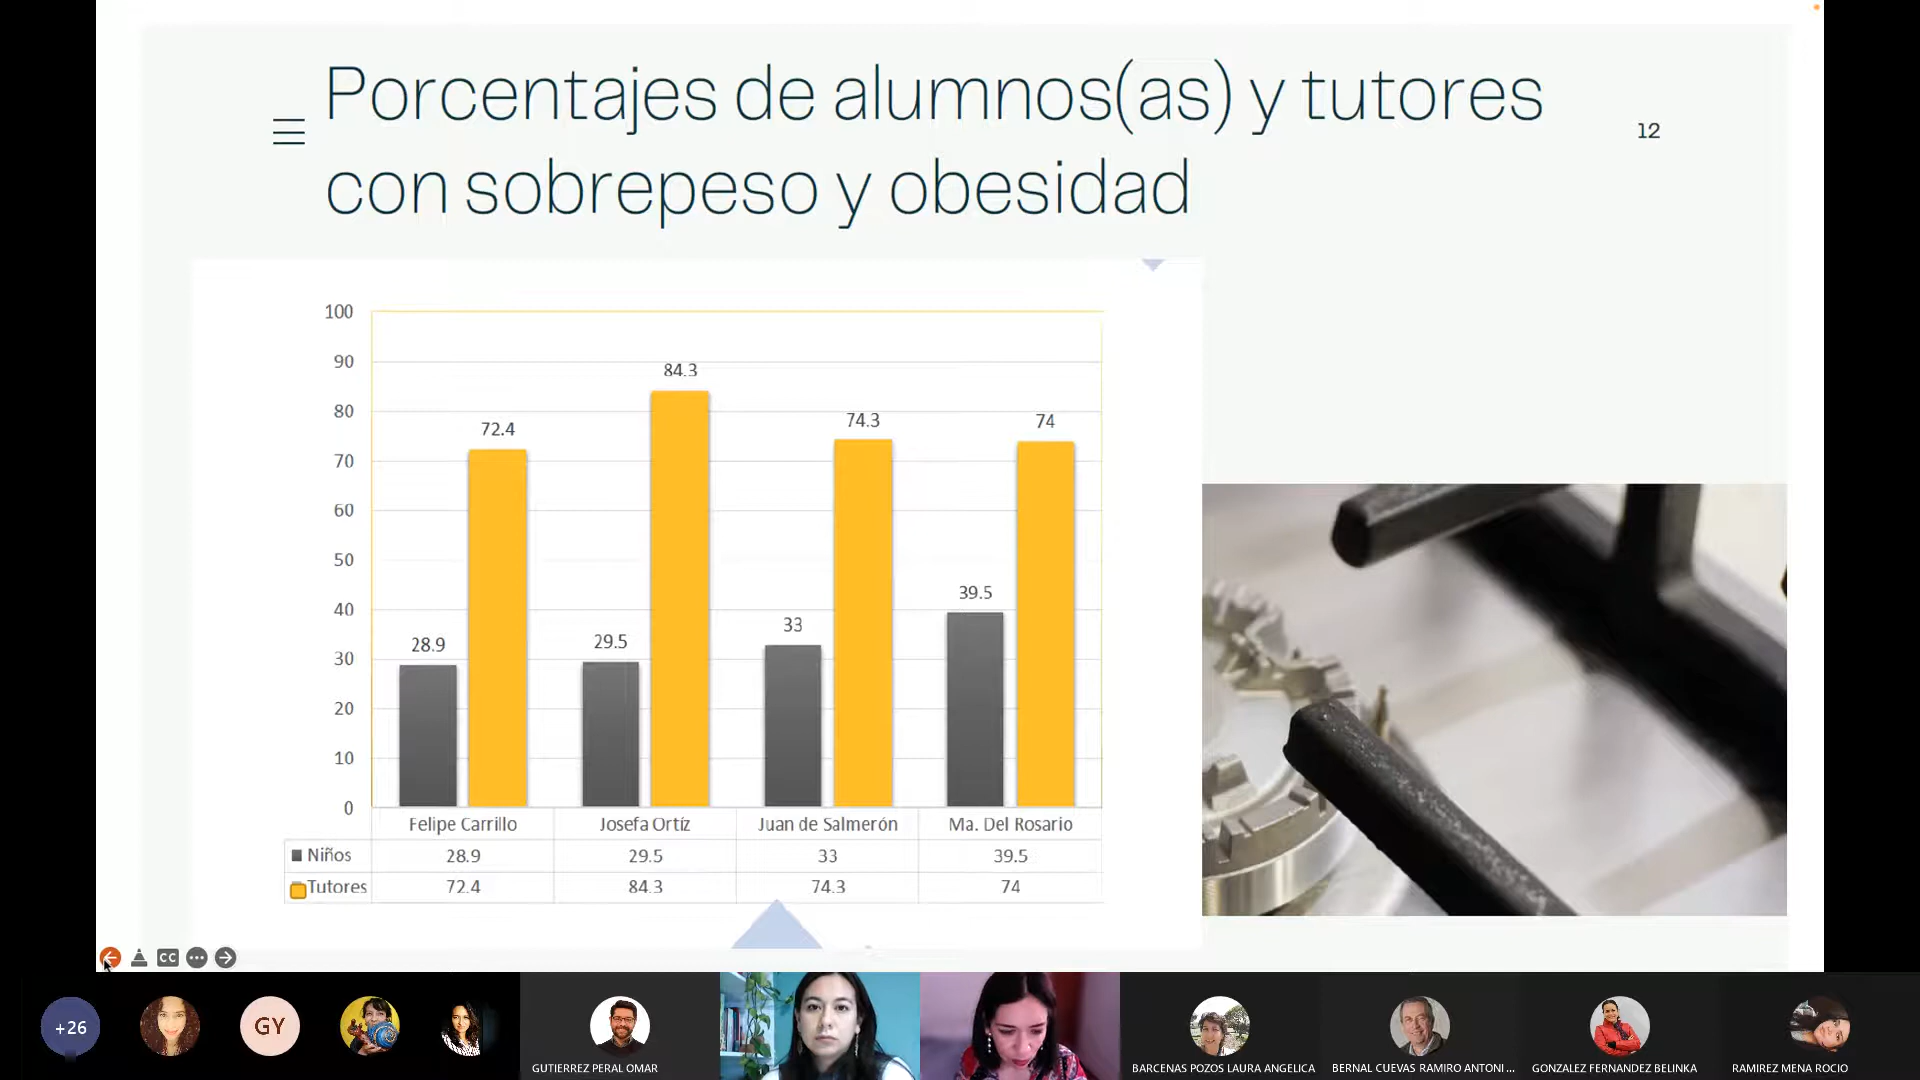 Porcentajes de alumnos(as) y tutores
con sobrepeso y obesidad
12
100
90
80
70
60
50
40
30
20
10
0
28.9
72.4
29.5
84.3
33
74.3
39.5
74
Felipe Carrillo Josefa Ortíz Juan de Salmerón Ma. Del Rosario
Niños 28.9 29.5 33 39.5
Tutores 72.4 84.3 74.3 74
CC
+26
GY
GUTIERREZ PERAL OMAR
BARCENAS POZOS LAURA ANGELICA
BERNAL CUEVAS RAMIRO ANTONI ...
GONZALEZ FERNANDEZ BELINKA
RAMIREZ MENA ROCIO